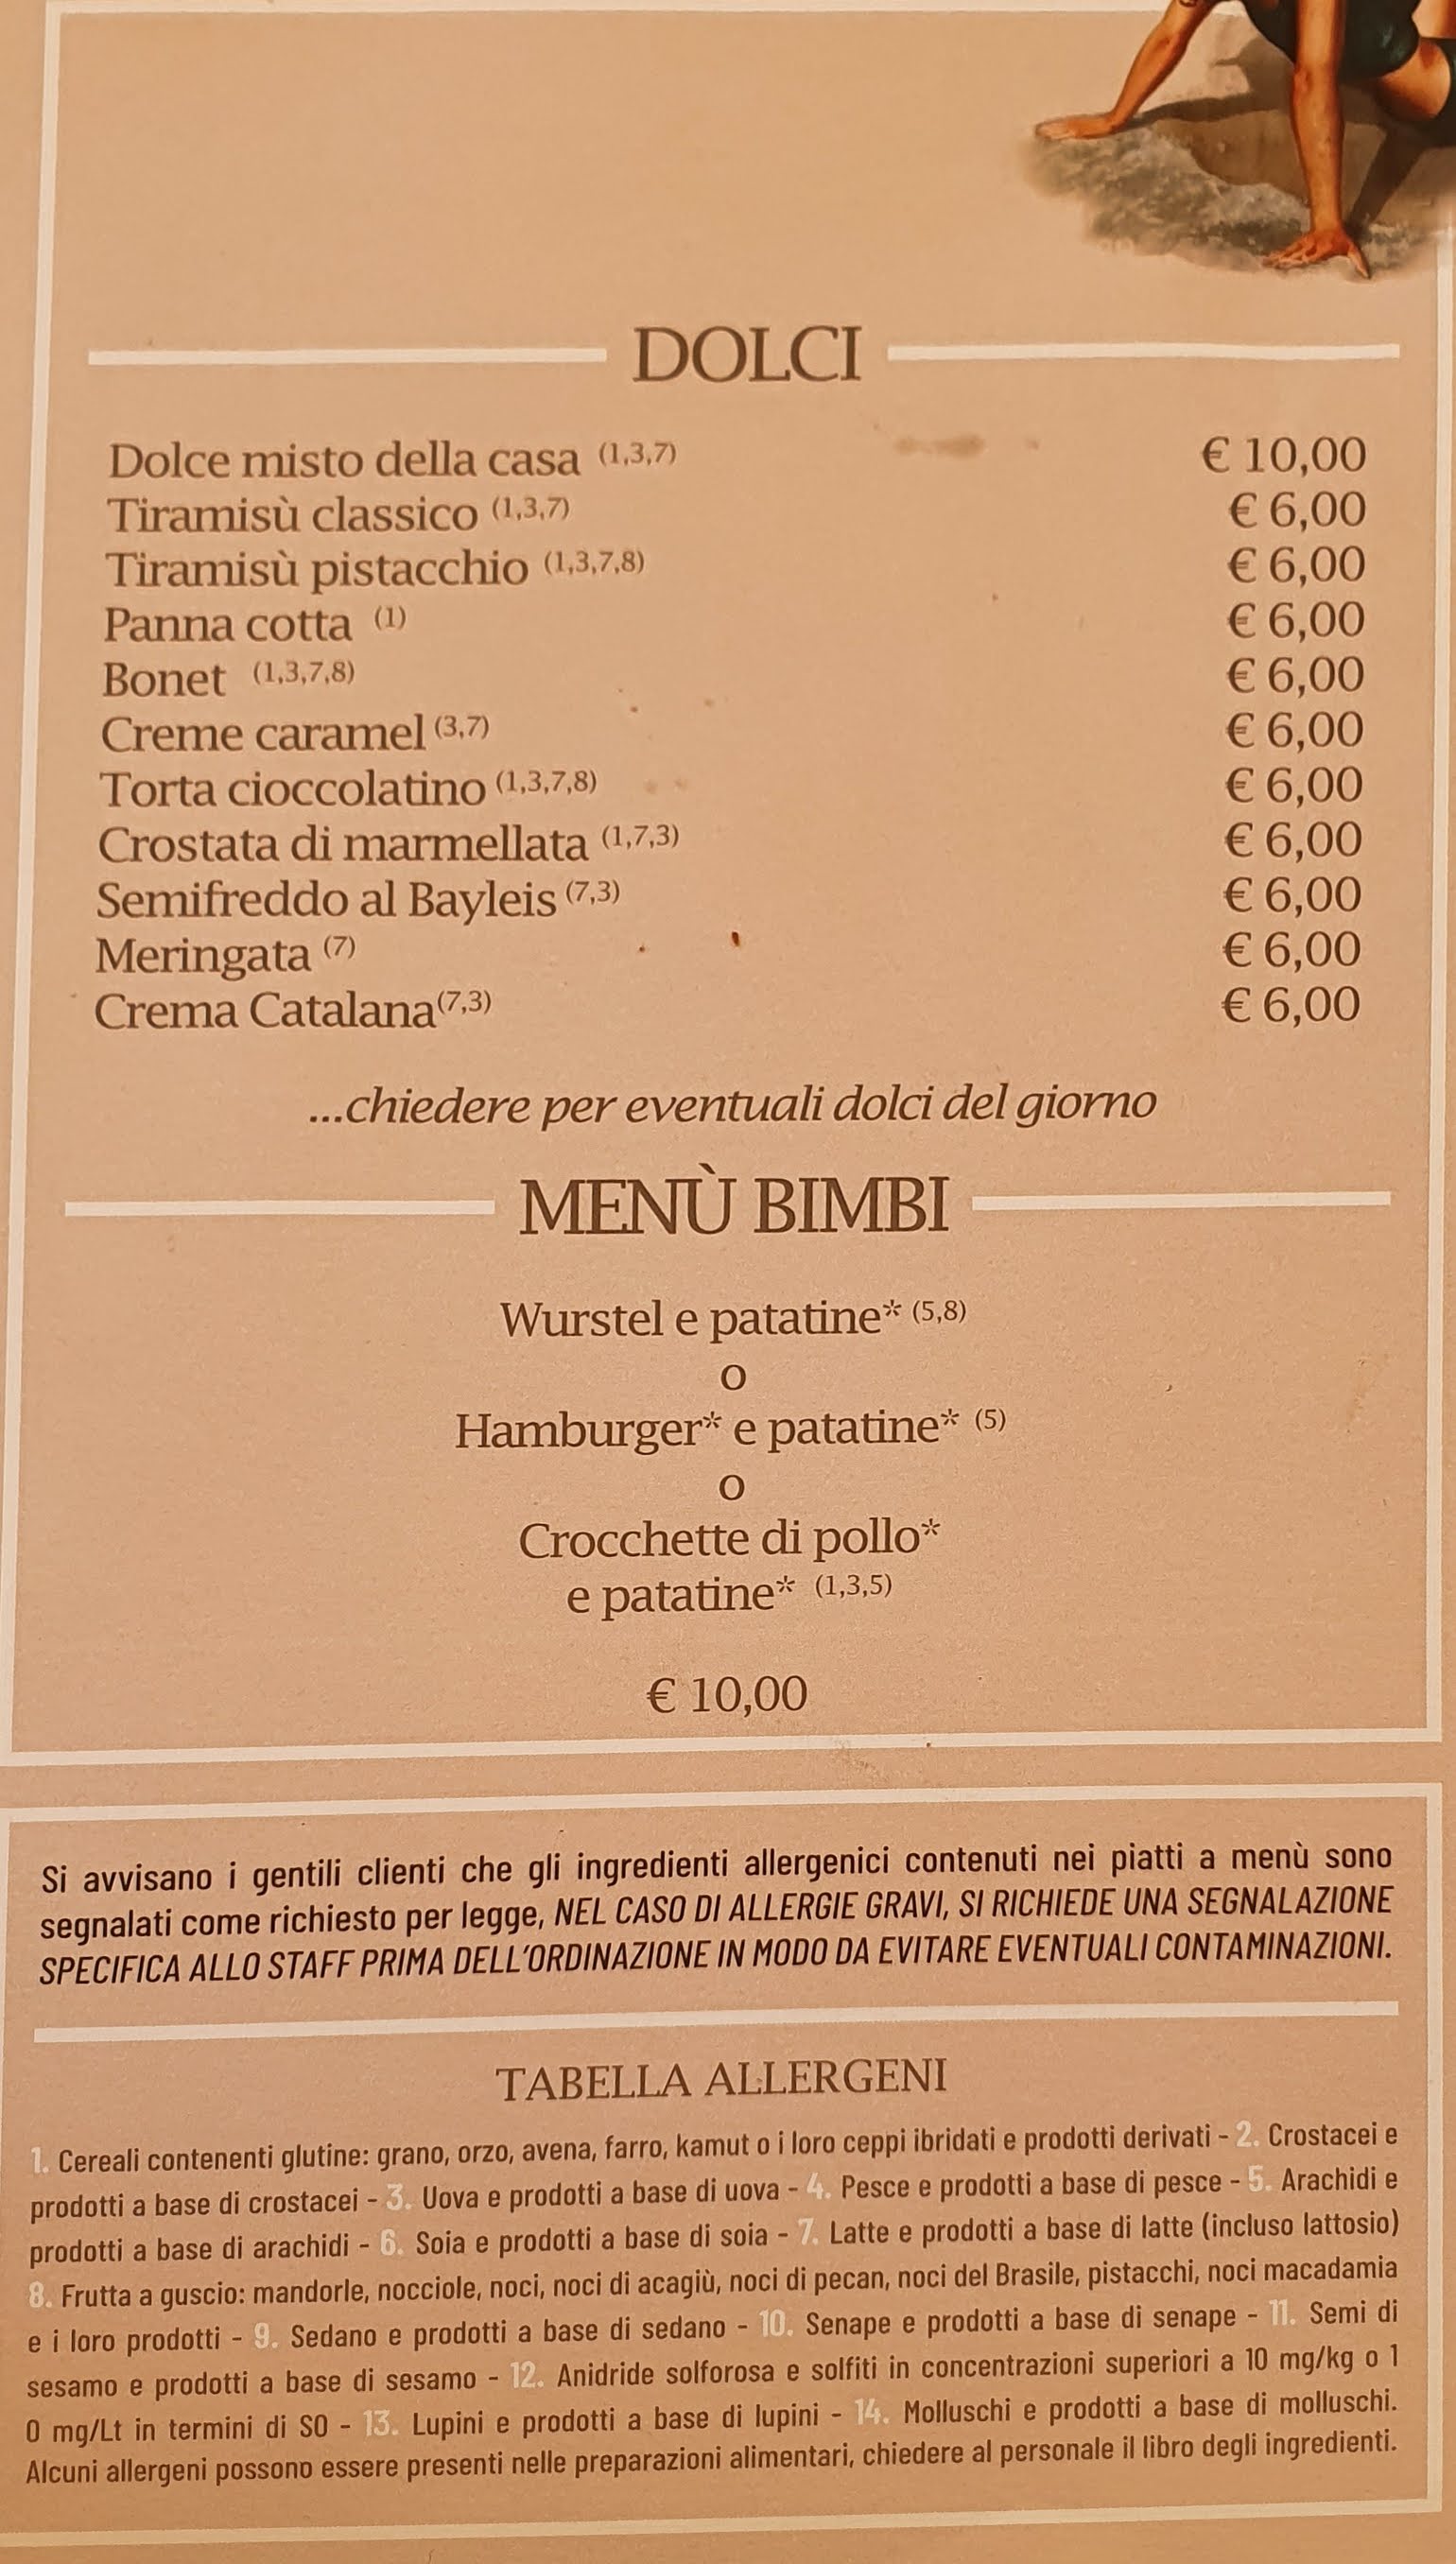 DOLCI
Dolce misto della casa (1,3,7) € 10,00
Tiramisù classico (1,3,7) € 6,00
Tiramisù pistacchio (1,3,7,8) € 6,00
Panna cotta (1) € 6,00
Bonet (1,3,7,8) € 6,00
Creme caramel (3,7) € 6,00
Torta cioccolatino (1,3,7,8) € 6,00
Crostata di marmellata (1,7,3) € 6,00
Semifreddo al Bayleis (7,3) € 6,00
Meringata (7) € 6,00
Crema Catalana(7,3) € 6,00
...chiedere per eventuali dolci del giorno
MENÙ BIMBI
Wurstel e patatine* (5,8)
o
Hamburger* e patatine* (5)
o
Crocchette di pollo*
e patatine* (1,3,5)
€ 10,00
Si avvisano i gentili clienti che gli ingredienti allergenici contenuti nei piatti a menù sono
segnalati come richiesto per legge, NEL CASO DI ALLERGIE GRAVI, SI RICHIEDE UNA SEGNALAZIONE
SPECIFICA ALLO STAFF PRIMA DELL'ORDINAZIONE IN MODO DA EVITARE EVENTUALI CONTAMINAZIONI.
TABELLA ALLERGENI
1. Cereali contenenti glutine: grano, orzo, avena, farro, kamut o i loro ceppi ibridati e prodotti derivati - 2. Crostacei e
prodotti a base di crostacei - 3. Uova e prodotti a base di uova - 4. Pesce e prodotti a base di pesce - 5. Arachidi e
prodotti a base di arachidi - 6. Soia e prodotti a base di soia - 7. Latte e prodotti a base di latte (incluso lattosio)
8. Frutta a guscio: mandorle, nocciole, noci, noci di acagiù, noci di pecan, noci del Brasile, pistacchi, noci macadamia
e i loro prodotti - 9. Sedano e prodotti a base di sedano - 10. Senape e prodotti a base di senape - 11. Semi di
sesamo e prodotti a base di sesamo - 12. Anidride solforosa e solfiti in concentrazioni superiori a 10 mg/kg o 1
0 mg/Lt in termini di SO - 13. Lupini e prodotti a base di lupini - 14. Molluschi e prodotti a base di molluschi.
Alcuni allergeni possono essere presenti nelle preparazioni alimentari, chiedere al personale il libro degli ingredienti.